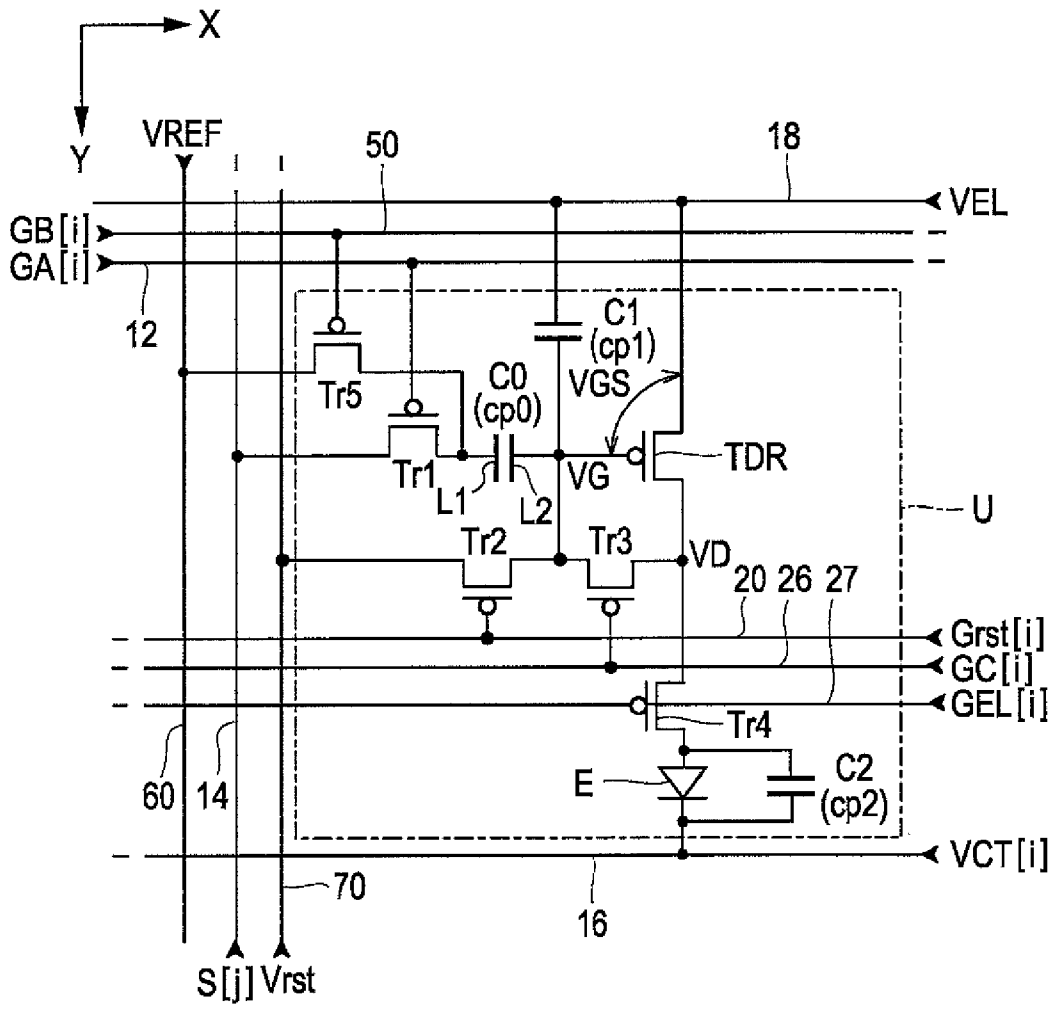 X
Y
VREF
50
18
VEL
GB[i]
GA[i]
12
C1
(cp1)
VGS
Tr5
C0
(cp0)
Tr1
L1
L2
VG
TDR
U
Tr2
Tr3
VD
20
26
27
Grst[i]
GC[i]
GEL[i]
Tr4
E
C2
(cp2)
60
14
VCT[i]
70
16
S[j]
Vrst